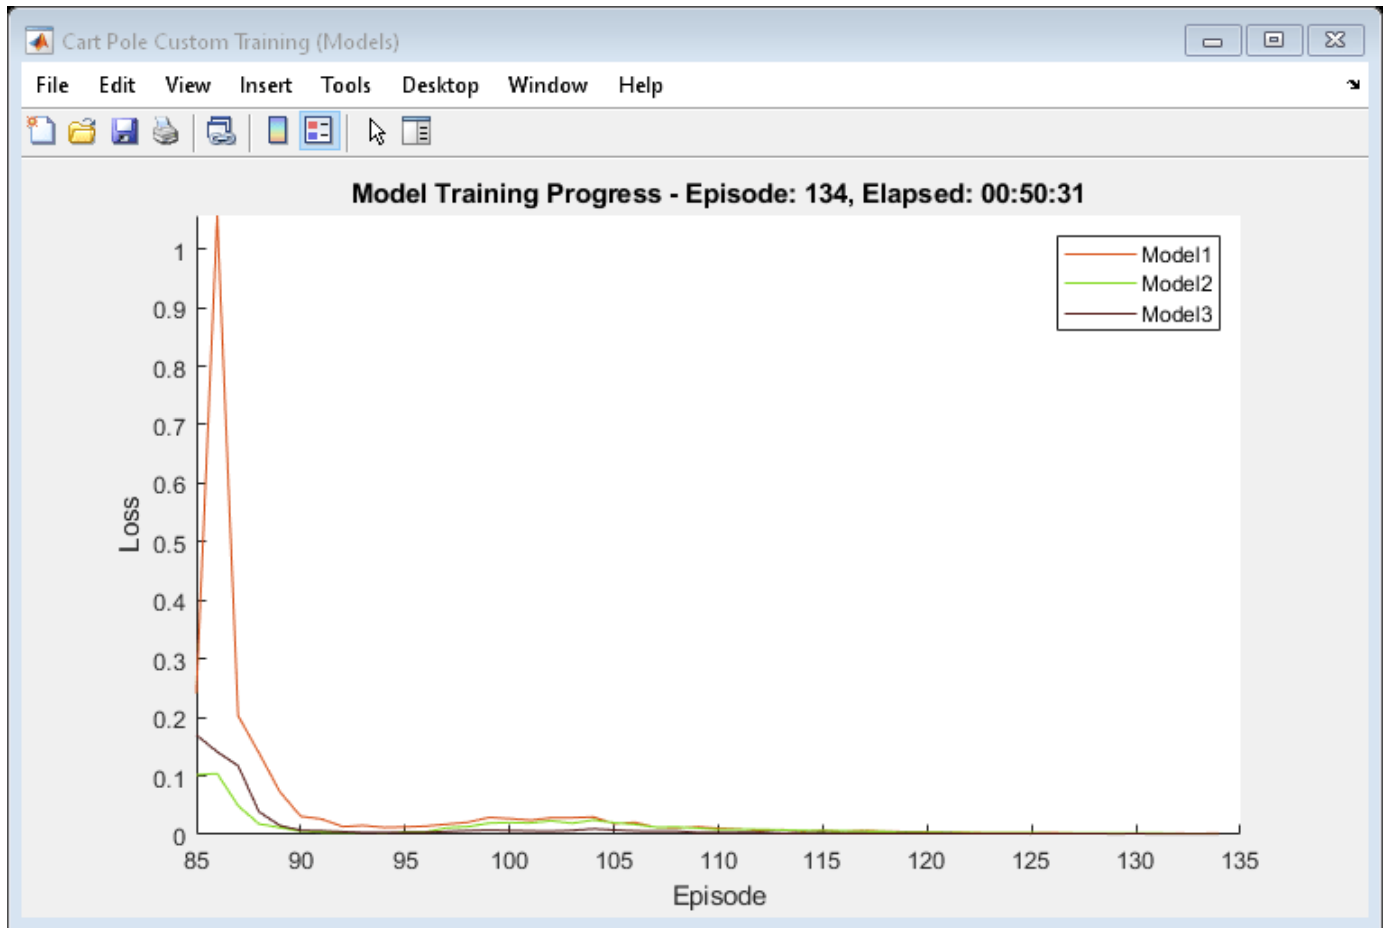 Cart Pole Custom Training (Models)
File Edit View Insert Tools Desktop Window Help
Model Training Progress - Episode: 134, Elapsed: 00:50:31
Model1
Model2
Model3
1
0.9
0.8
0.7
0.6
0.5
0.4
0.3
0.2
0.1
0
Loss
85 90 95 100 105 110 115 120 125 130 135
Episode